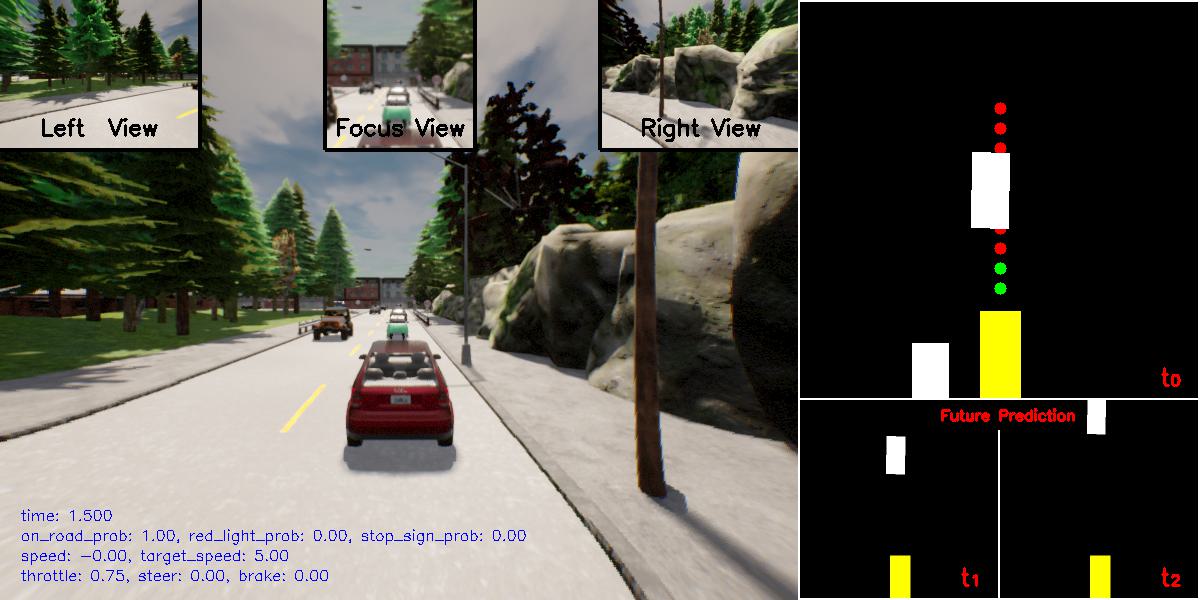 Left View
Focus View
Right View
time: 1.500
on_road_prob: 1.00, red_light_prob: 0.00, stop_sign_prob: 0.00
speed: −0.00, target_speed: 5.00
throttle: 0.75, steer: 0.00, brake: 0.00
t0
Future Prediction
t1
t2